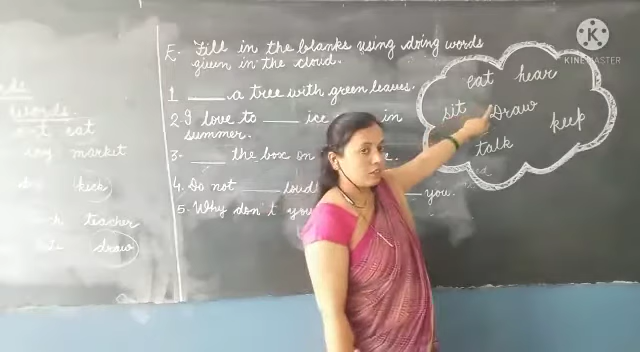 E. Fill in the blanks using doing words
given in the cloud.
1 ____ a tree with green leaves.
2 I love to ____ ice in
summer.
3. ____ the box on
4. Do not ____ loud you.
5. Why don't you
eat hear
sit Draw keep
talk
words
eat
market
kick
teacher
draw
KINEMASTER